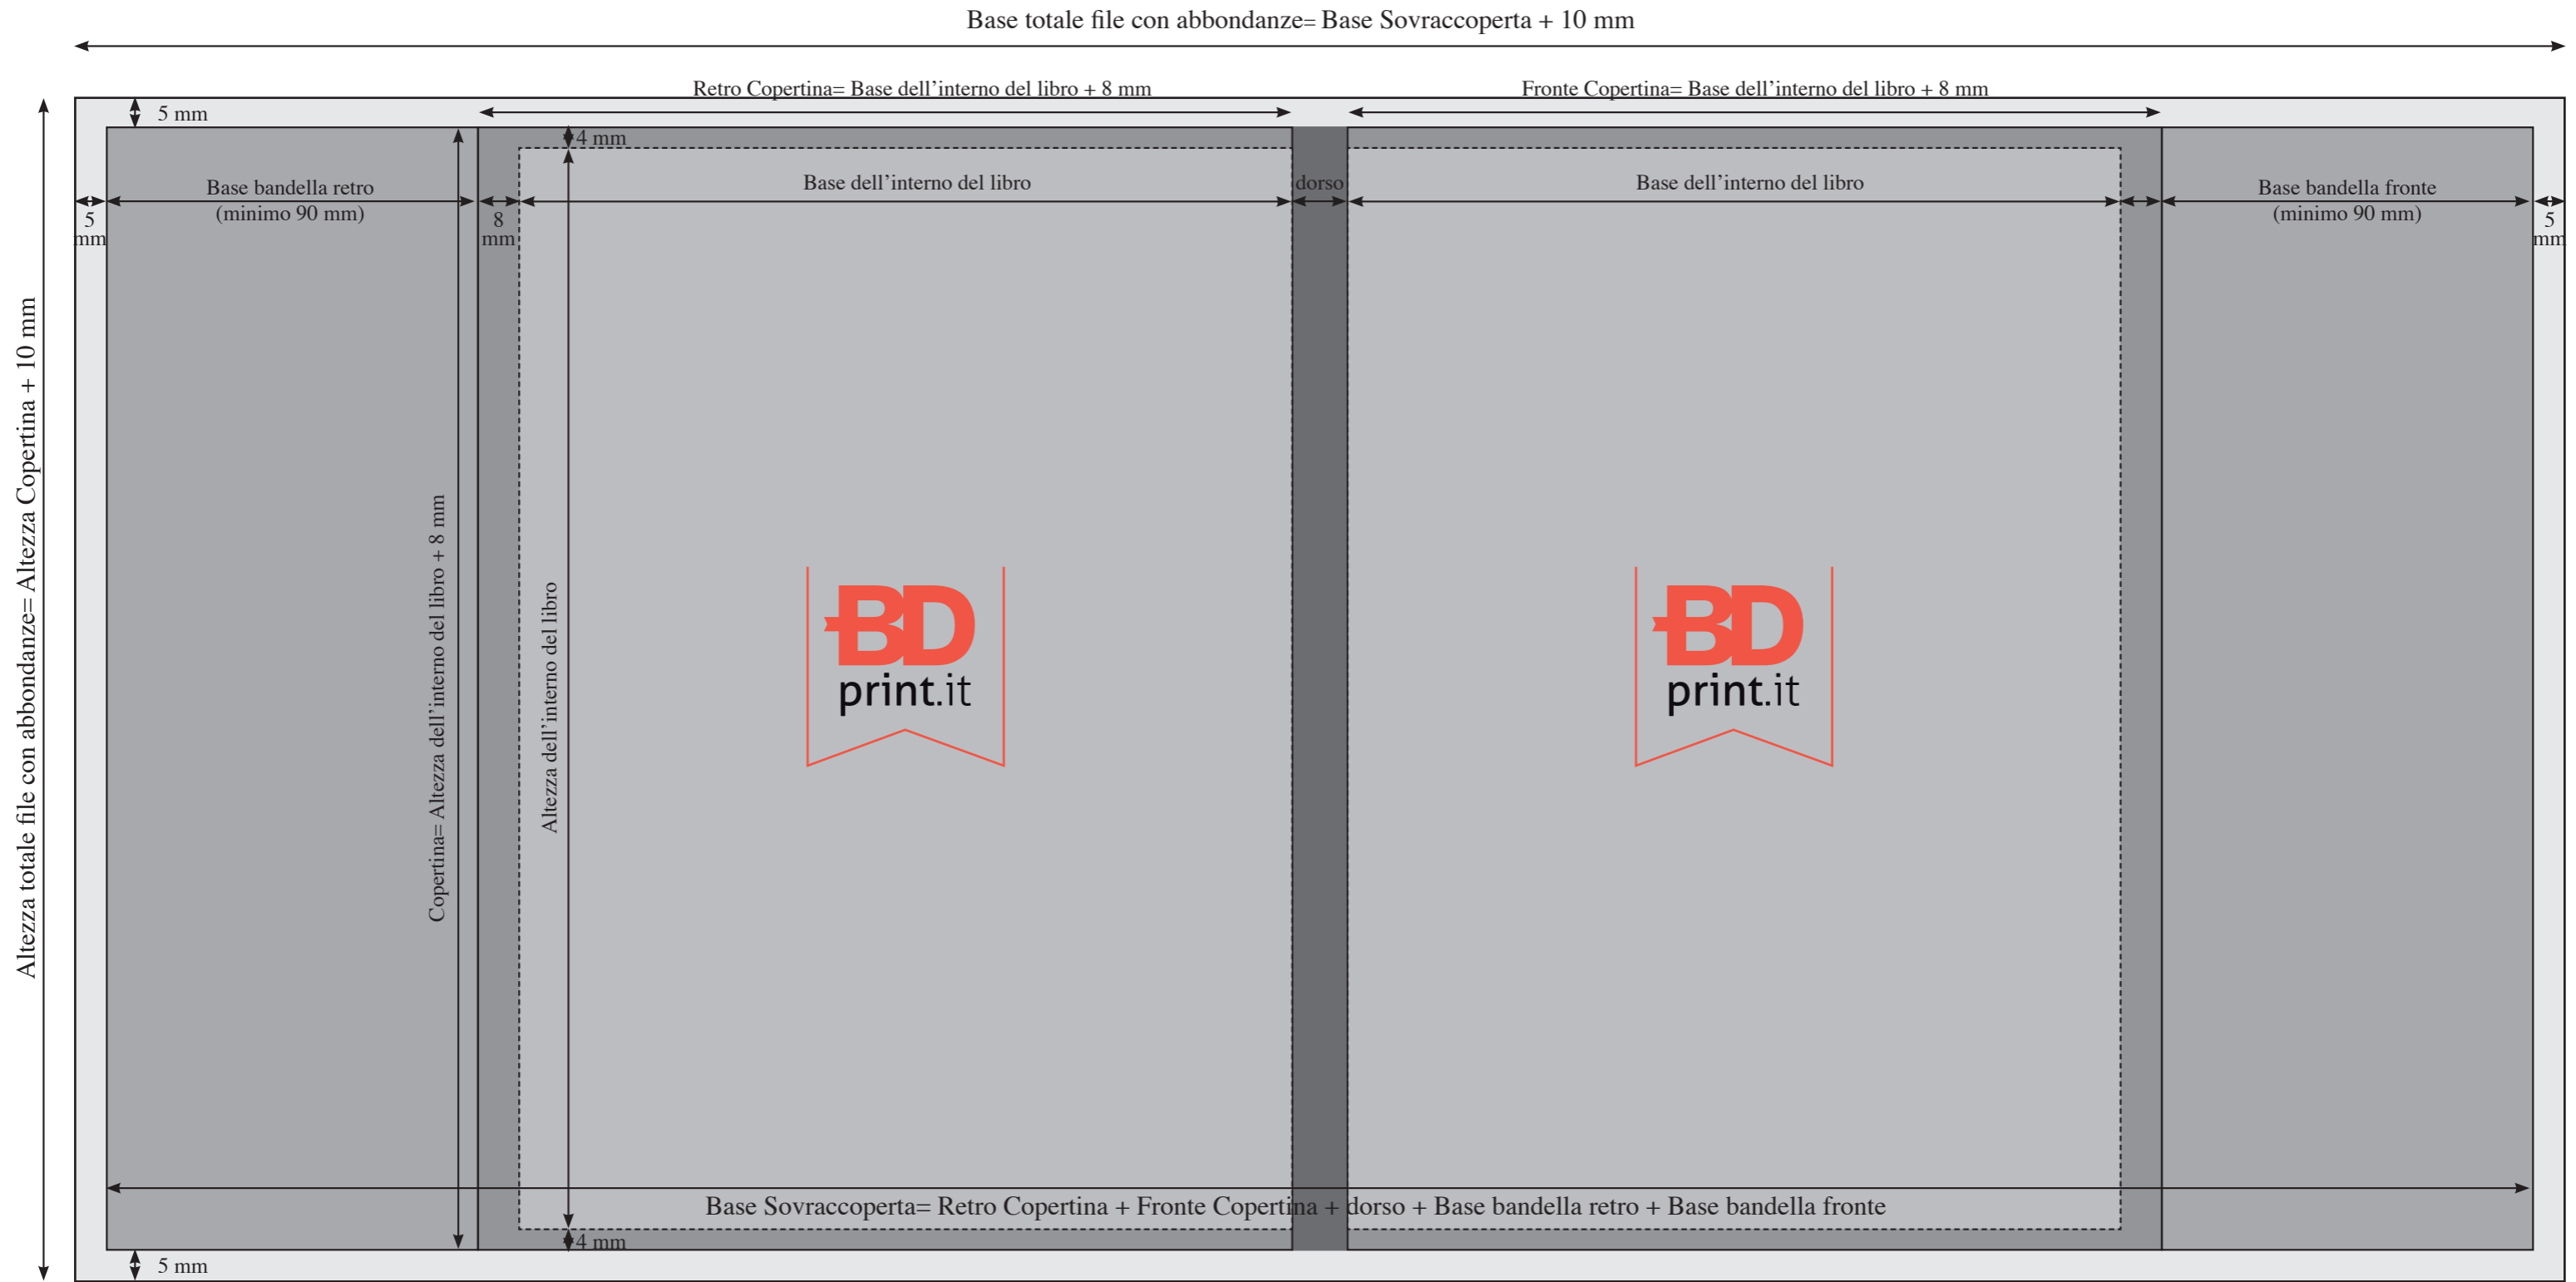 Base totale file con abbondanze= Base Sovraccoperta + 10 mm
Retro Copertina= Base dell’interno del libro + 8 mm
Fronte Copertina= Base dell’interno del libro + 8 mm
5 mm
4 mm
Base bandella retro
(minimo 90 mm)
Base dell’interno del libro
dorso
Base dell’interno del libro
Base bandella fronte
(minimo 90 mm)
5
mm
8
mm
5
mm
Altezza totale file con abbondanze= Altezza Copertina + 10 mm
Copertina= Altezza dell’interno del libro + 8 mm
Altezza dell’interno del libro
BD
print.it
BD
print.it
Base Sovraccoperta= Retro Copertina + Fronte Copertina + dorso + Base bandella retro + Base bandella fronte
4 mm
5 mm